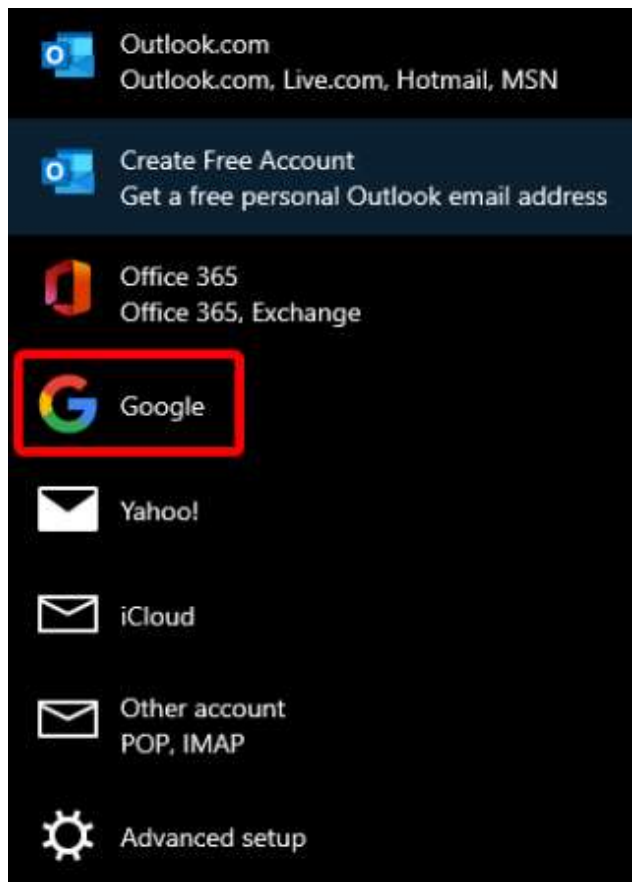 Outlook.com
Outlook.com, Live.com, Hotmail, MSN
Create Free Account
Get a free personal Outlook email address
Office 365
Office 365, Exchange
Google
Yahoo!
iCloud
Other account
POP, IMAP
Advanced setup